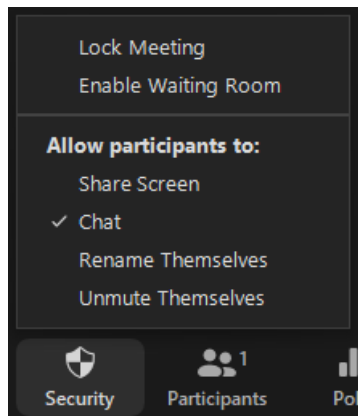 Lock Meeting
Enable Waiting Room
Allow participants to:
Share Screen
✓ Chat
Rename Themselves
Unmute Themselves
1
Security Participants